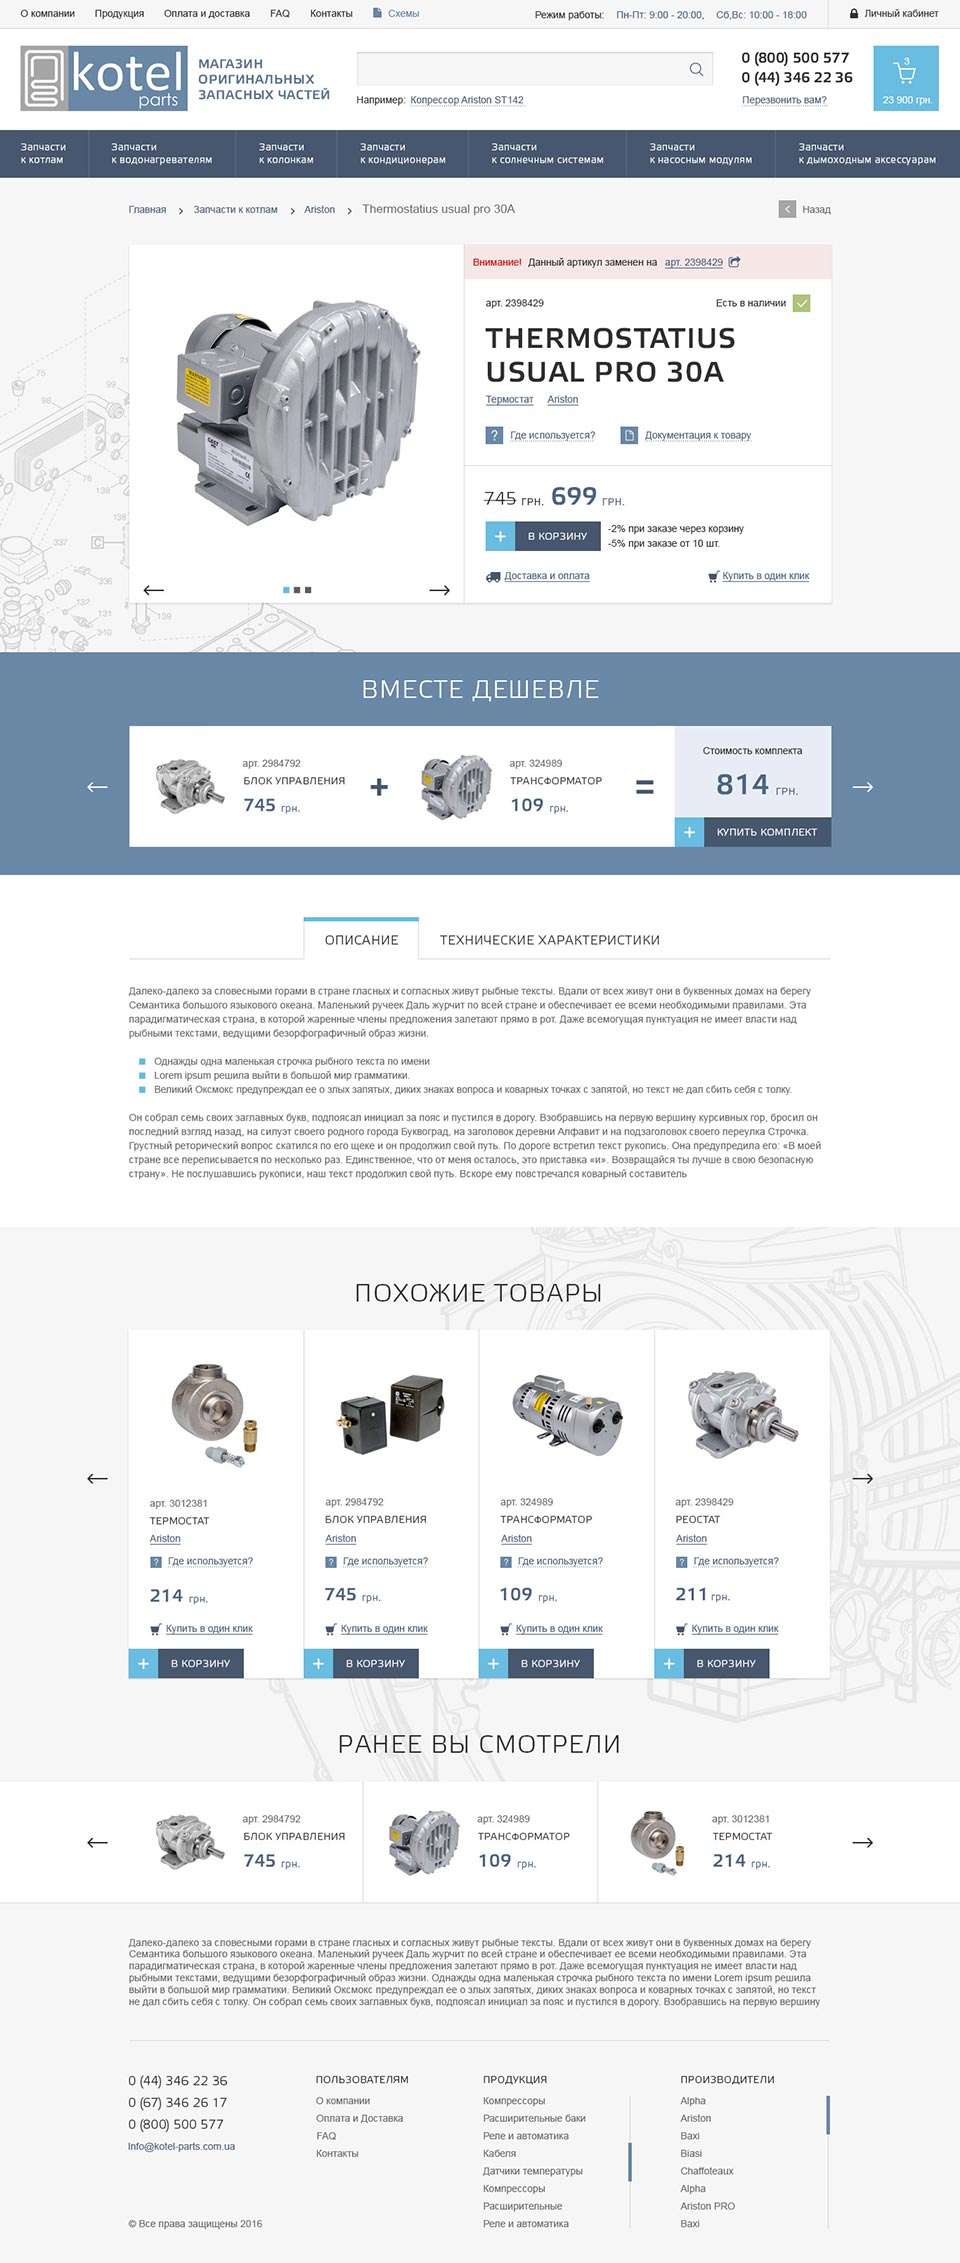 О компании Продукция Оплата и доставка FAQ Контакты Схемы Режим работы: Пн-Пт: 9:00 - 20:00, Сб,Вс: 10:00 - 18:00 Личный кабинет
kotel
parts
МАГАЗИН
ОРИГИНАЛЬНЫХ
ЗАПАСНЫХ ЧАСТЕЙ
Например: Копрессор Ariston ST142
0 (800) 500 577
0 (44) 346 22 36
Перезвонить вам?
3
23 900 грн.
Запчасти
к котлам
Запчасти
к водонагревателям
Запчасти
к колонкам
Запчасти
к кондиционерам
Запчасти
к солнечным системам
Запчасти
к насосным модулям
Запчасти
к дымоходным аксессуарам
Главная > Запчасти к котлам > Ariston > Thermostatius usual pro 30A
Назад
Внимание! Данный артикул заменен на арт. 2398429
арт. 2398429 Есть в наличии
THERMOSTATIUS
USUAL PRO 30A
Термостат Ariston
? Где используется? Документация к товару
745 ГРН. 699 ГРН.
+ В КОРЗИНУ
-2% при заказе через корзину
-5% при заказе от 10 шт.
Доставка и оплата Купить в один клик
75
98
99
76
138
138
337
C
336
132
131
340
139
ВМЕСТЕ ДЕШЕВЛЕ
арт. 2984792
БЛОК УПРАВЛЕНИЯ
745 грн.
+
арт. 324989
ТРАНСФОРМАТОР
109 грн.
=
Стоимость комплекта
814 ГРН.
+ КУПИТЬ КОМПЛЕКТ
ОПИСАНИЕ ТЕХНИЧЕСКИЕ ХАРАКТЕРИСТИКИ
Далеко-далеко за словесными горами в стране гласных и согласных живут рыбные тексты. Вдали от всех живут они в буквенных домах на берегу
Семантика большого языкового океана. Маленький ручеек Даль журчит по всей стране и обеспечивает ее всеми необходимыми правилами. Эта
парадигматическая страна, в которой жаренные члены предложения залетают прямо в рот. Даже всемогущая пунктуация не имеет власти над
рыбными текстами, ведущими безорфографичный образ жизни.
Однажды одна маленькая строчка рыбного текста по имени
Lorem ipsum решила выйти в большой мир грамматики.
Великий Оксмокс предупреждал ее о злых запятых, диких знаках вопроса и коварных точках с запятой, но текст не дал сбить себя с толку.
Он собрал семь своих заглавных букв, подпоясал инициал за пояс и пустился в дорогу. Взобравшись на первую вершину курсивных гор, бросил он
последний взгляд назад, на силуэт своего родного города Буквоград, на заголовок деревни Алфавит и на подзаголовок своего переулка Строчка.
Грустный реторический вопрос скатился по его щеке и он продолжил свой путь. По дороге встретил текст рукопись. Она предупредила его: «В моей
стране все переписывается по несколько раз. Единственное, что от меня осталось, это приставка «и». Возвращайся ты лучше в свою безопасную
страну». Не послушавшись рукописи, наш текст продолжил свой путь. Вскоре ему повстречался коварный составитель
ПОХОЖИЕ ТОВАРЫ
арт. 3012381
ТЕРМОСТАТ
Ariston
? Где используется?
214 грн.
Купить в один клик
+ В КОРЗИНУ
арт. 2984792
БЛОК УПРАВЛЕНИЯ
Ariston
? Где используется?
745 грн.
Купить в один клик
+ В КОРЗИНУ
арт. 324989
ТРАНСФОРМАТОР
Ariston
? Где используется?
109 грн.
Купить в один клик
+ В КОРЗИНУ
арт. 2398429
РЕОСТАТ
Ariston
? Где используется?
211 грн.
Купить в один клик
+ В КОРЗИНУ
РАНЕЕ ВЫ СМОТРЕЛИ
арт. 2984792
БЛОК УПРАВЛЕНИЯ
745 грн.
арт. 324989
ТРАНСФОРМАТОР
109 грн.
арт. 3012381
ТЕРМОСТАТ
214 грн.
Далеко-далеко за словесными горами в стране гласных и согласных живут рыбные тексты. Вдали от всех живут они в буквенных домах на берегу
Семантика большого языкового океана. Маленький ручеек Даль журчит по всей стране и обеспечивает ее всеми необходимыми правилами. Эта
парадигматическая страна, в которой жаренные члены предложения залетают прямо в рот. Даже всемогущая пунктуация не имеет власти над
рыбными текстами, ведущими безорфографичный образ жизни. Однажды одна маленькая строчка рыбного текста по имени Lorem ipsum решила
выйти в большой мир грамматики. Великий Оксмокс предупреждал ее о злых запятых, диких знаках вопроса и коварных точках с запятой, но текст
не дал сбить себя с толку. Он собрал семь своих заглавных букв, подпоясал инициал за пояс и пустился в дорогу. Взобравшись на первую вершину
0 (44) 346 22 36
0 (67) 346 26 17
0 (800) 500 577
Info@kotel-parts.com.ua
© Все права защищены 2016
ПОЛЬЗОВАТЕЛЯМ
О компании
Оплата и Доставка
FAQ
Контакты
ПРОДУКЦИЯ
Компрессоры
Расширительные баки
Реле и автоматика
Кабеля
Датчики температуры
Компрессоры
Расширительные
Реле и автоматика
ПРОИЗВОДИТЕЛИ
Alpha
Ariston
Baxi
Biasi
Chaffoteaux
Alpha
Ariston PRO
Baxi